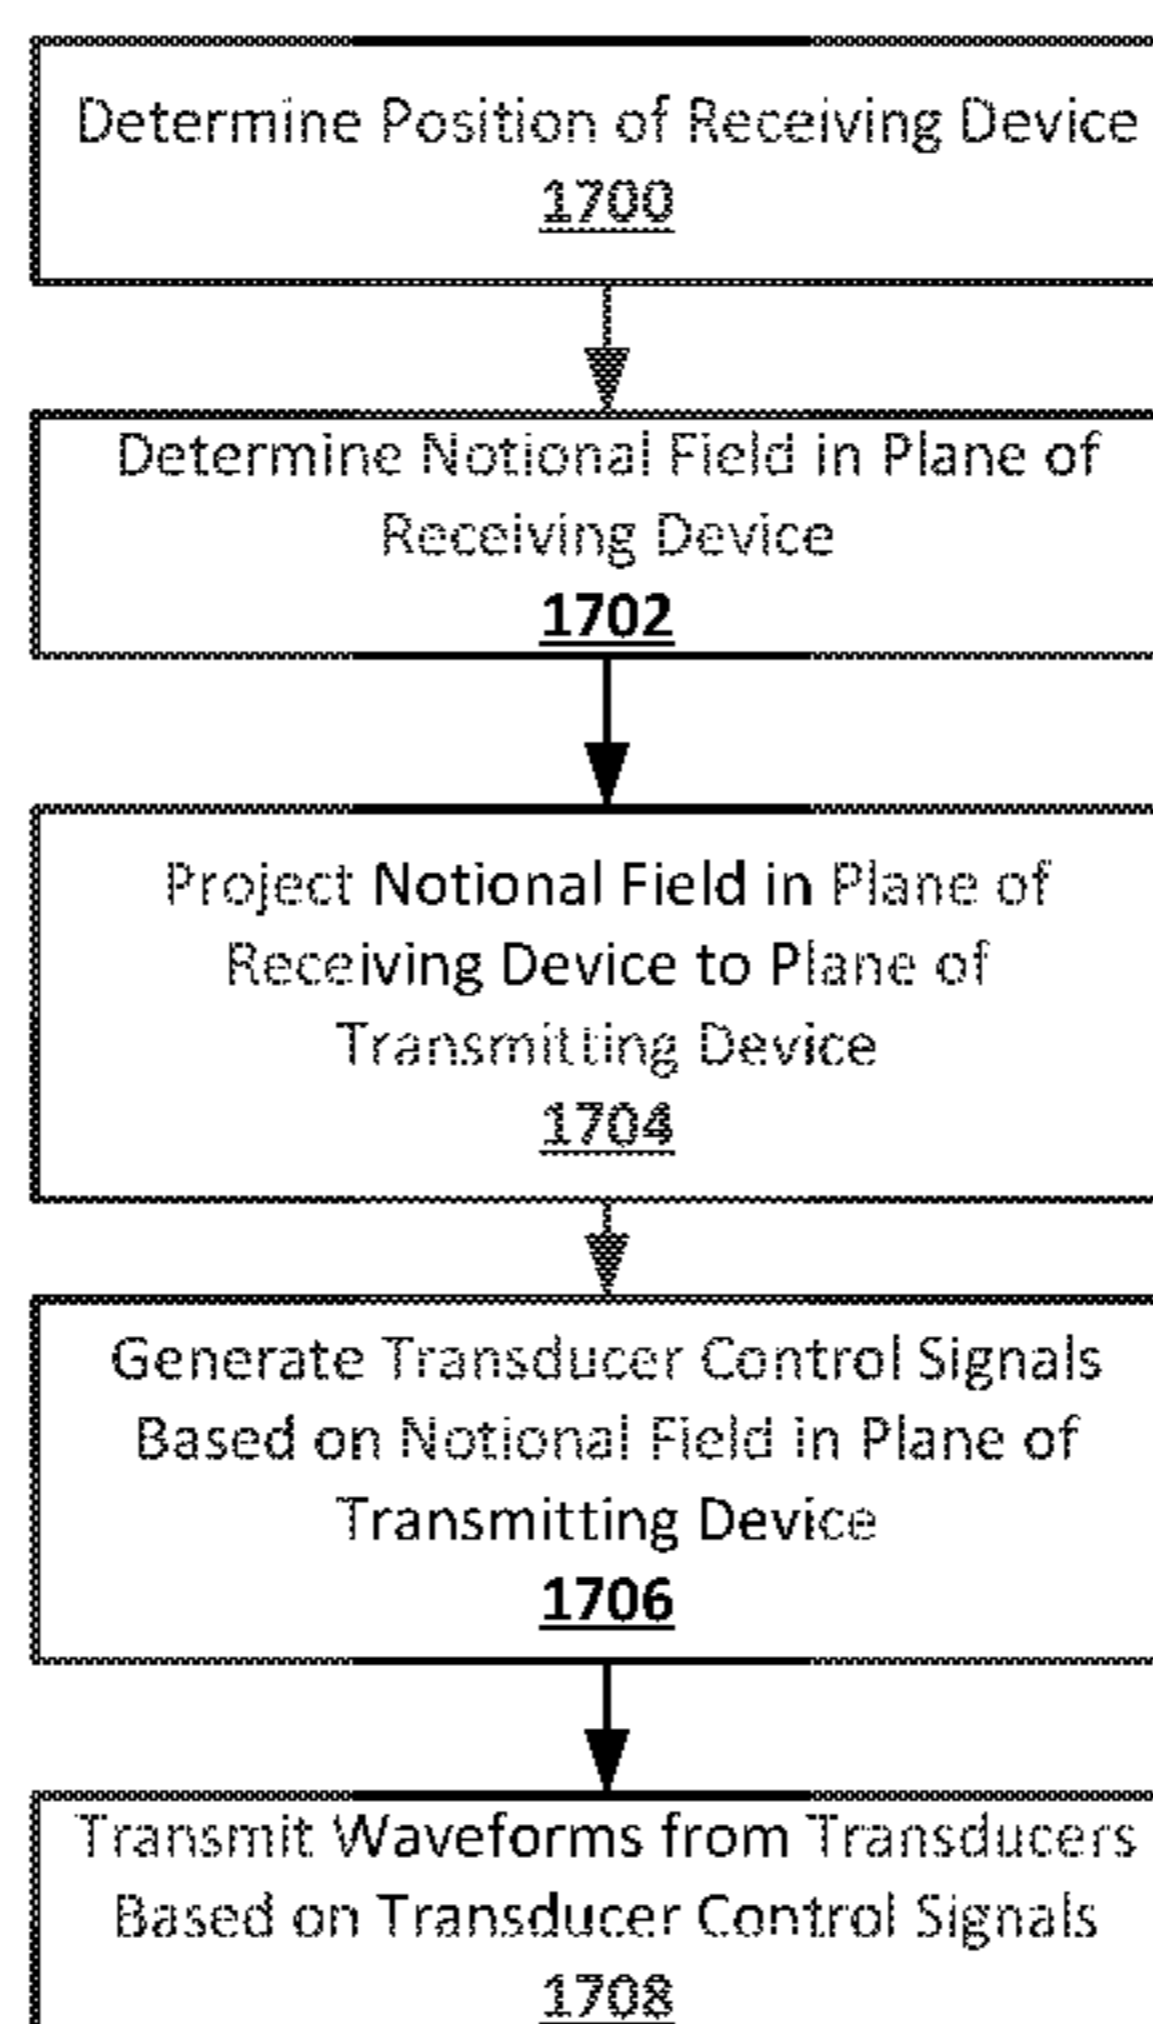 Determine Position of Receiving Device
1700
Determine Notional Field in Plane of
Receiving Device
1702
Project Notional Field in Plane of
Receiving Device to Plane of
Transmitting Device
1704
Generate Transducer Control Signals
Based on Notional Field in Plane of
Transmitting Device
1706
Transmit Waveforms from Transducers
Based on Transducer Control Signals
1708